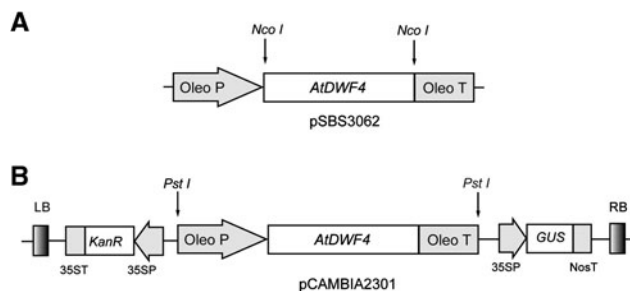 A
Nco I Nco I
Oleo P AtDWF4 Oleo T
pSBS3062
B
Pst I Pst I
LB RB
KanR Oleo P AtDWF4 Oleo T GUS
35ST 35SP 35SP NosT
pCAMBIA2301